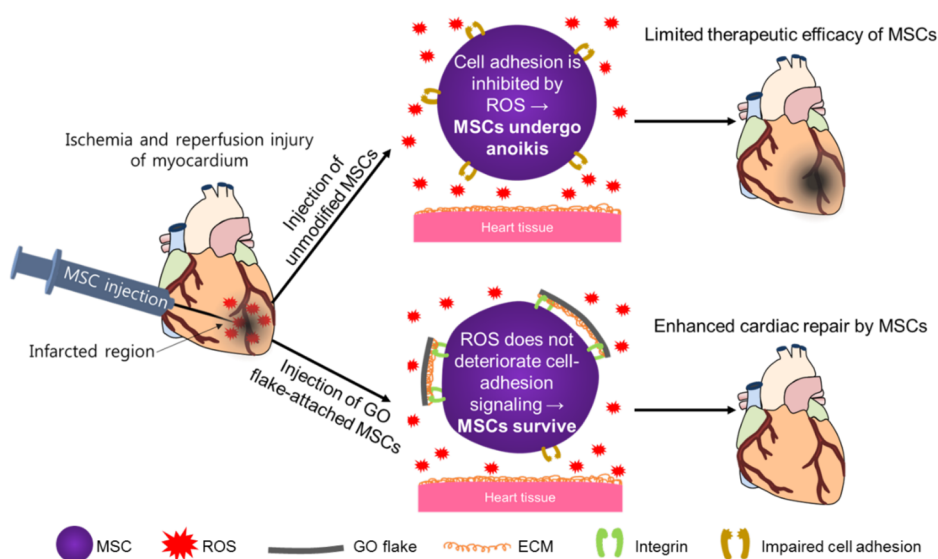 Limited therapeutic efficacy of MSCs
Cell adhesion is
inhibited by
ROS →
MSCs undergo
anoikis
Heart tissue
Ischemia and reperfusion injury
of myocardium
Injection of
unmodified MSCs
MSC injection
Infarcted region
Injection of GO
flake-attached MSCs
ROS does not
deteriorate cell-
adhesion
signaling →
MSCs survive
Heart tissue
Enhanced cardiac repair by MSCs
MSC
ROS
GO flake
ECM
Integrin
Impaired cell adhesion